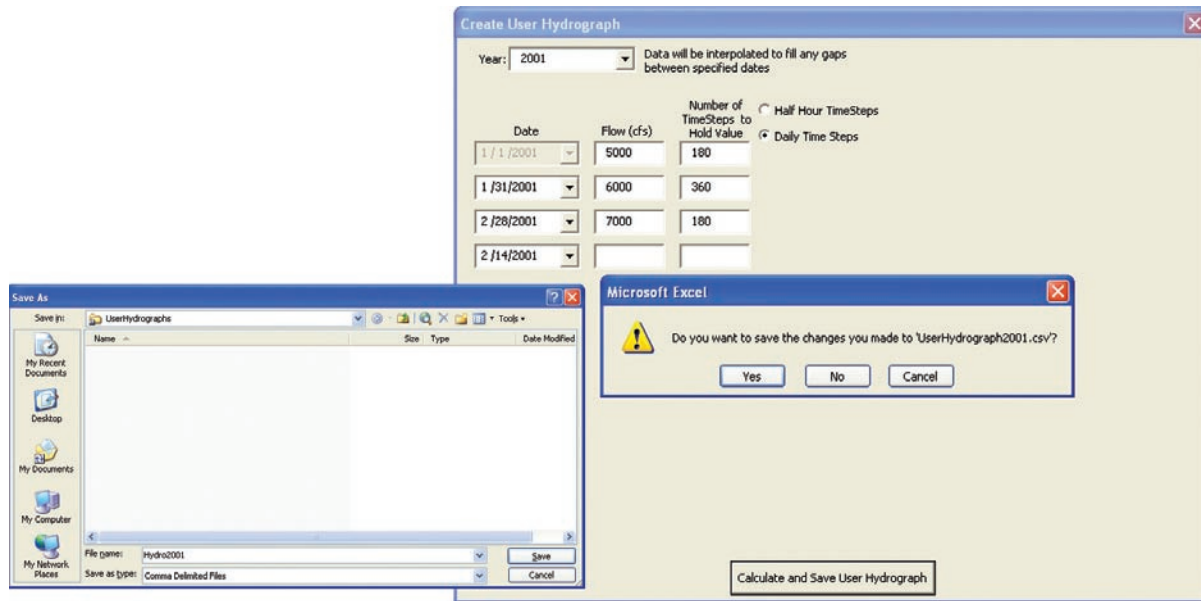 Create User Hydrograph
Year: 2001
Data will be interpolated to fill any gaps
between specified dates
Date
Flow (cfs)
Number of
TimeSteps to
Hold Value
Half Hour TimeSteps
Daily Time Steps
1 / 1 /2001 5000 180
1 /31/2001 6000 360
2 /28/2001 7000 180
2 /14/2001
Microsoft Excel
Do you want to save the changes you made to 'UserHydrograph2001.csv'?
Yes No Cancel
Calculate and Save User Hydrograph
Save As
Save in: UserHydrographs
Tools
Name Size Type Date Modified
My Recent
Documents
Desktop
My Documents
My Computer
My Network
Places
File name: Hydro2001 Save
Save as type: Comma Delimited Files Cancel